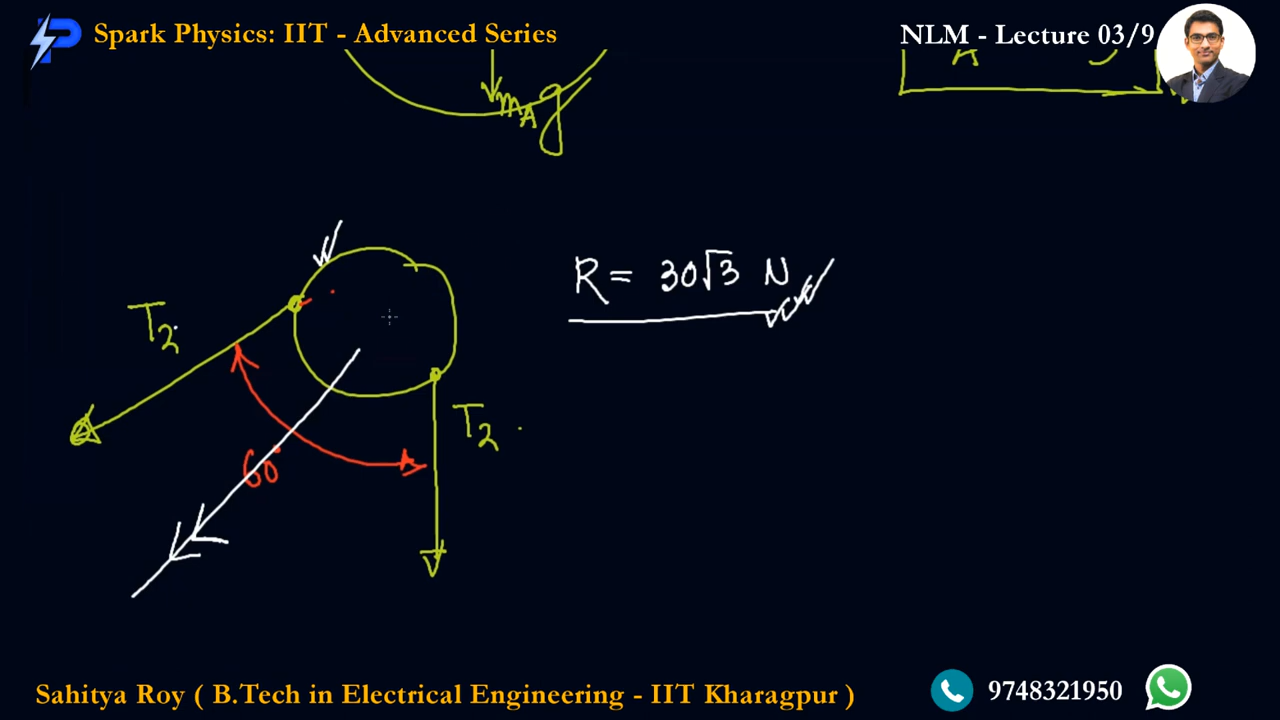 Spark Physics: IIT - Advanced Series
NLM - Lecture 03/9
m_A g
T₂
R = 30√3 N
T₂
60°
Sahitya Roy ( B.Tech in Electrical Engineering - IIT Kharagpur )
9748321950